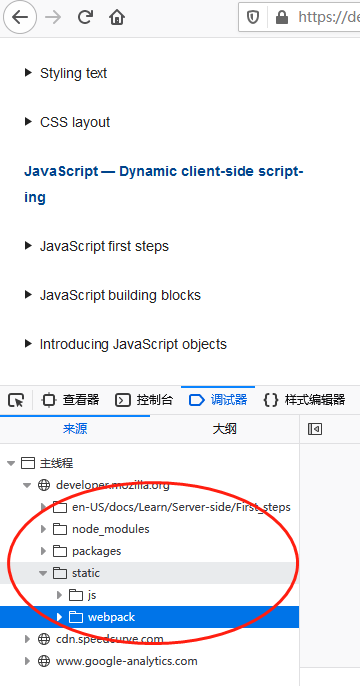 https://de
Styling text
CSS layout
JavaScript — Dynamic client-side script-
ing
JavaScript first steps
JavaScript building blocks
Introducing JavaScript objects
查看器 控制台 调试器 {} 样式编辑器
来源 大纲
主线程
developer.mozilla.org
en-US/docs/Learn/Server-side/First_steps
node_modules
packages
static
js
webpack
cdn.speedcurve.com
www.google-analytics.com